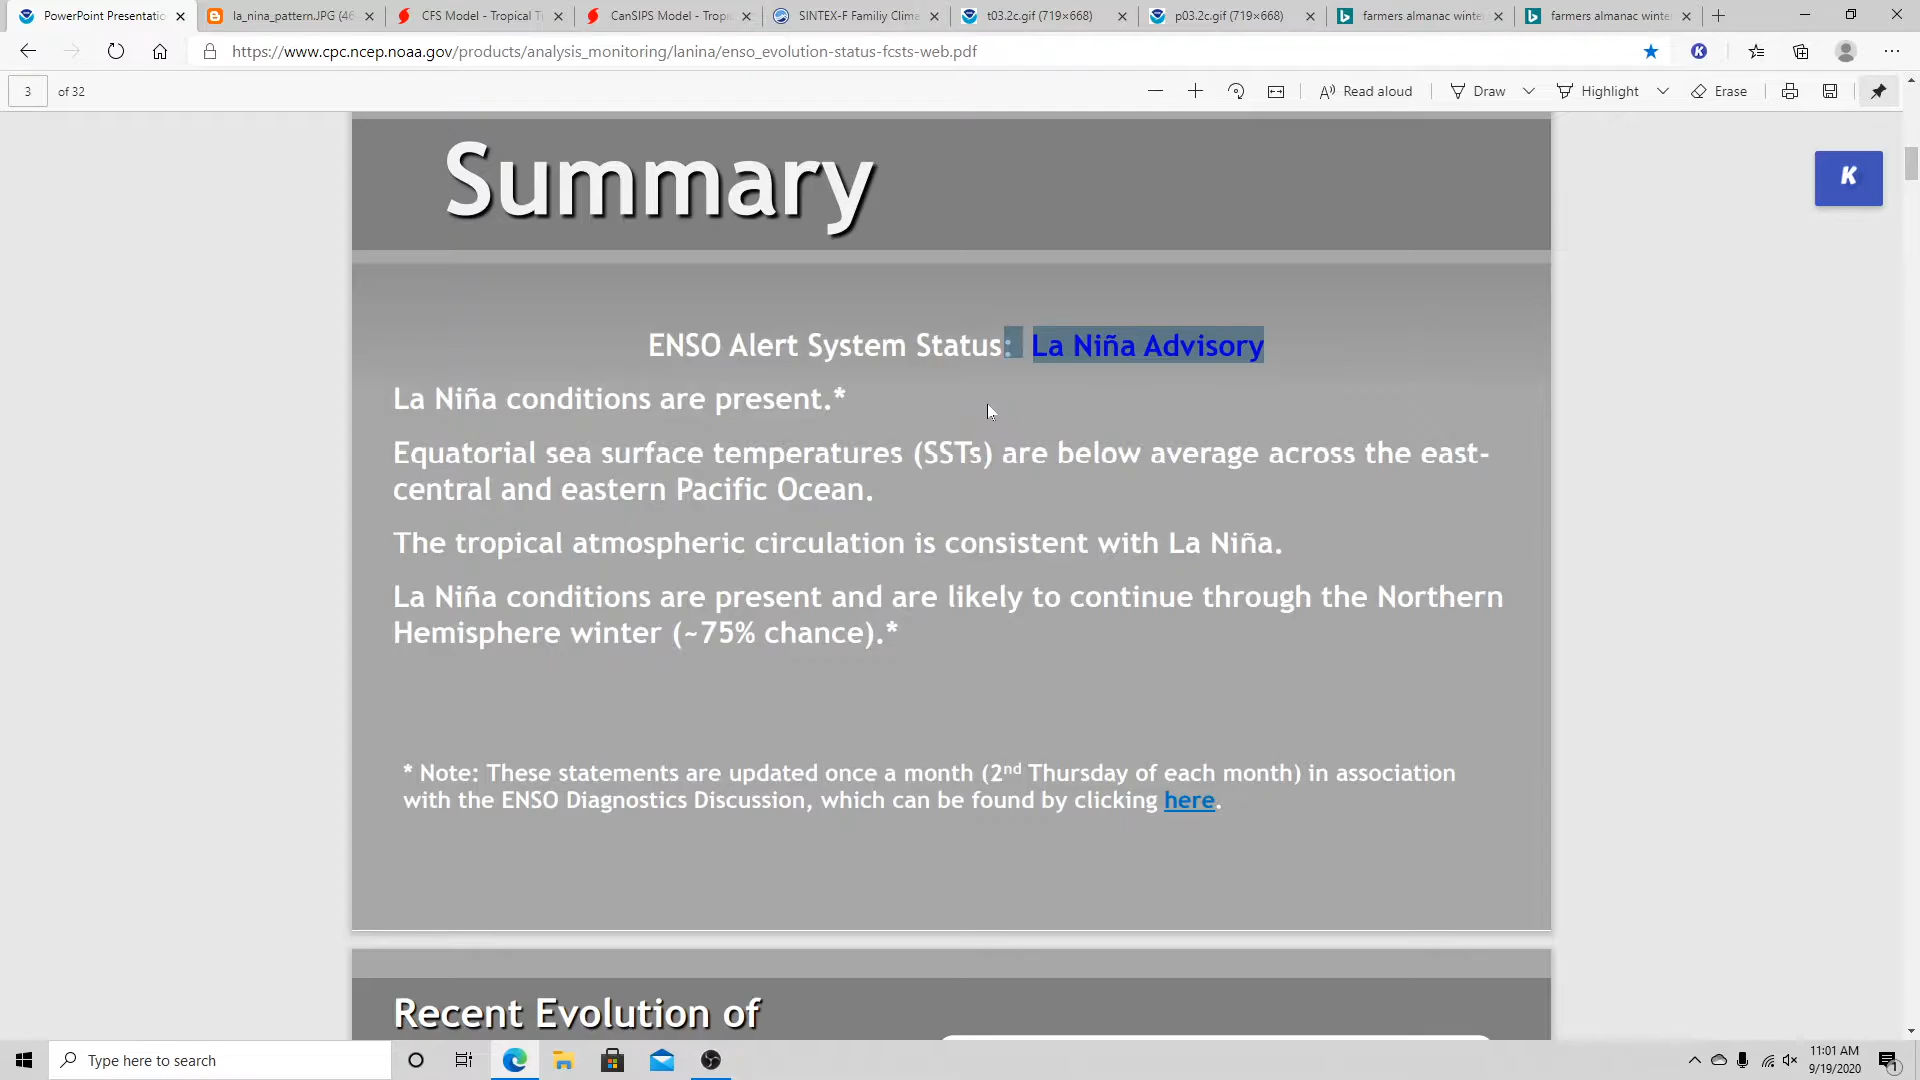 PowerPoint Presentatio
la_nina_pattern.JPG (46
CFS Model - Tropical T
CanSIPS Model - Tropi
SINTEX-F Familiy Clime
t03.2c.gif (719×668)
p03.2c.gif (719×668)
farmers almanac winte
farmers almanac winte
https://www.cpc.ncep.noaa.gov/products/analysis_monitoring/lanina/enso_evolution-status-fcsts-web.pdf
K
3 of 32
Read aloud
Draw
Highlight
Erase
Summary
K
ENSO Alert System Status: La Niña Advisory
La Niña conditions are present.*
Equatorial sea surface temperatures (SSTs) are below average across the east-
central and eastern Pacific Ocean.
The tropical atmospheric circulation is consistent with La Niña.
La Niña conditions are present and are likely to continue through the Northern
Hemisphere winter (~75% chance).*
* Note: These statements are updated once a month (2nd Thursday of each month) in association
with the ENSO Diagnostics Discussion, which can be found by clicking here.
Recent Evolution of
Type here to search
11:01 AM
9/19/2020
1